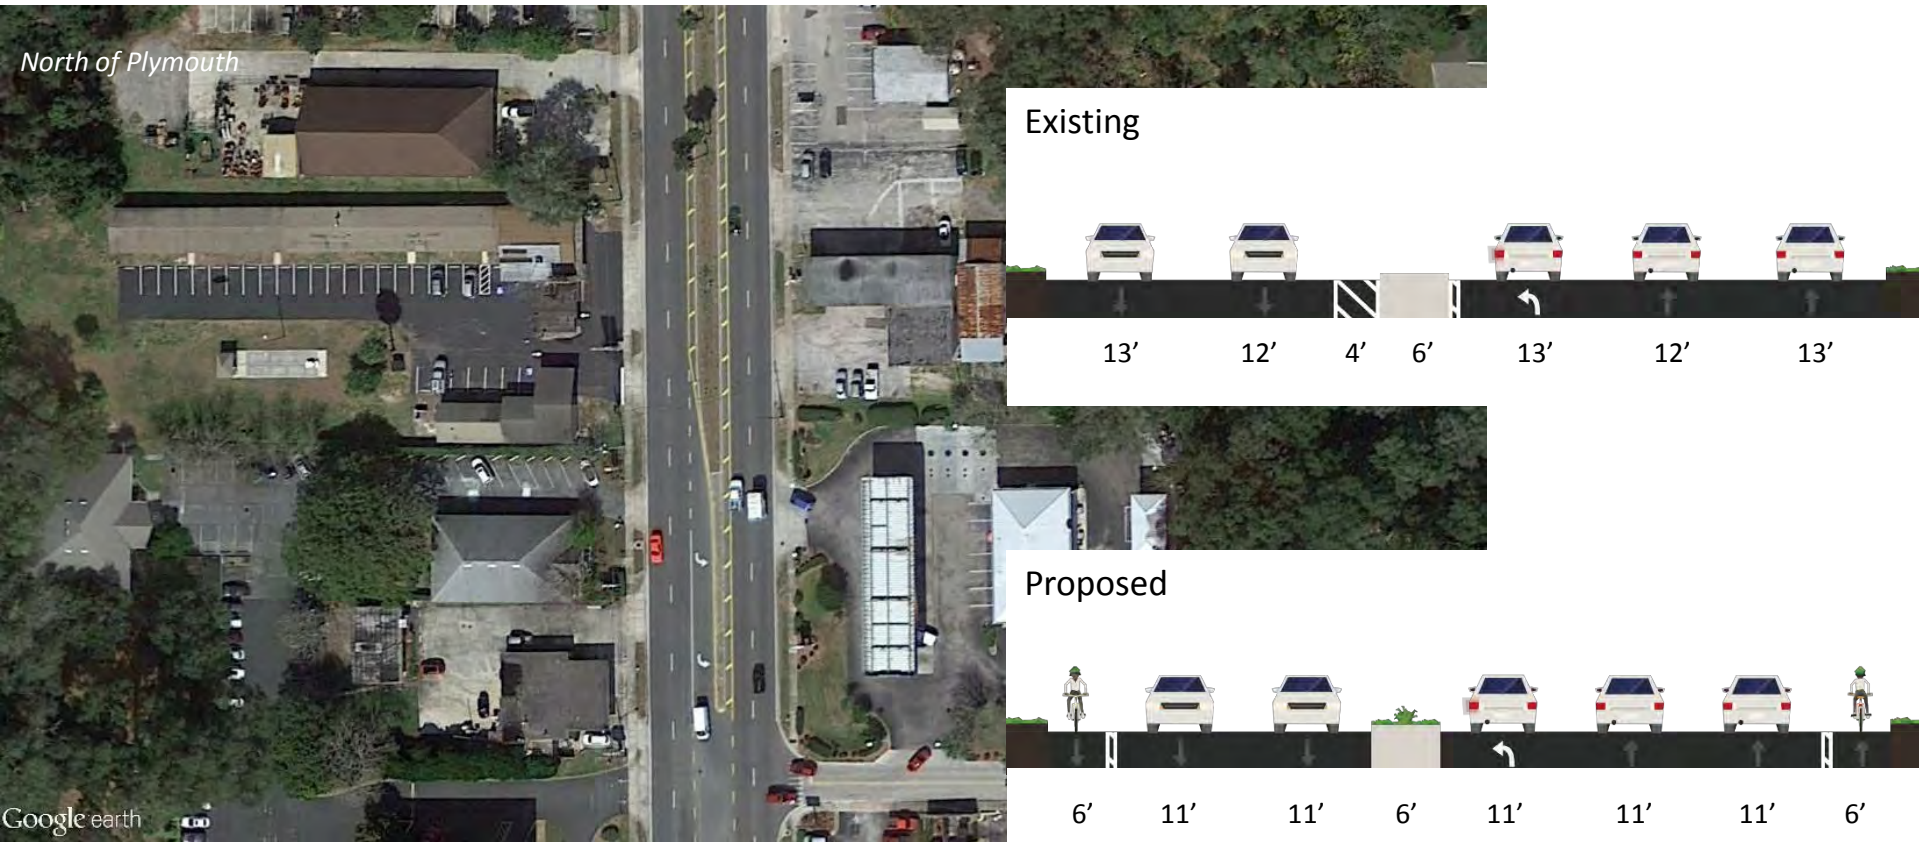 North of Plymouth
Existing
13’ 12’ 4’ 6’ 13’ 12’ 13’
Proposed
6’ 11’ 11’ 6’ 11’ 11’ 11’ 6’
Google earth